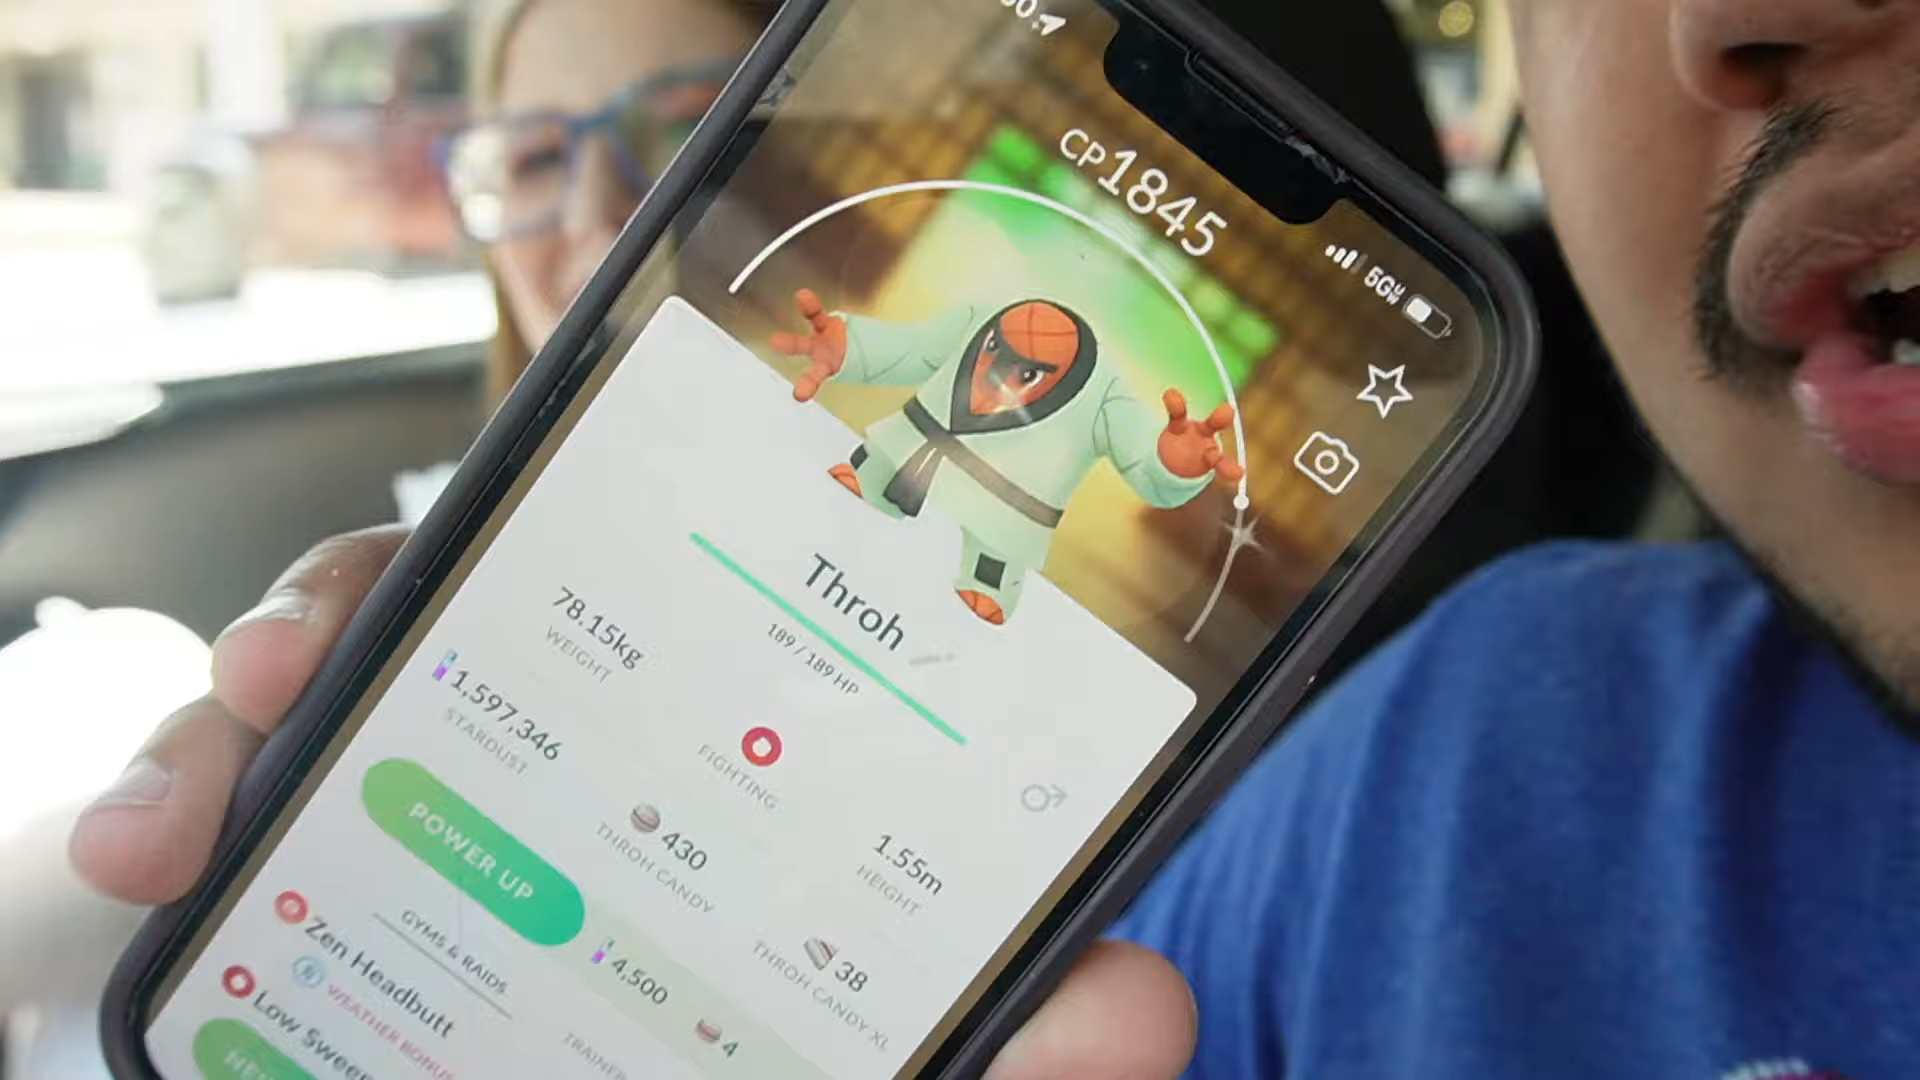 CP1845
5G
Throh
189 / 189 HP
78.15kg
WEIGHT
FIGHTING
1.55m
HEIGHT
1,597,346
STARDUST
430
THROH CANDY
38
THROH CANDY XL
POWER UP
4,500
4
GYMS & RAIDS
Zen Headbutt
WEATHER BONUS
Low Sweep